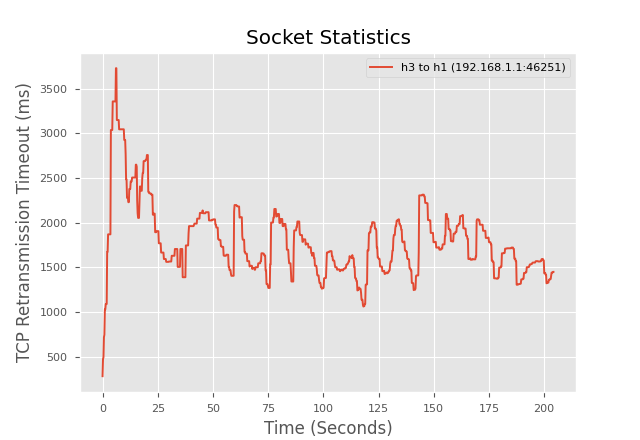 Socket Statistics
h3 to h1 (192.168.1.1:46251)
TCP Retransmission Timeout (ms)
3500
3000
2500
2000
1500
1000
500
0 25 50 75 100 125 150 175 200
Time (Seconds)